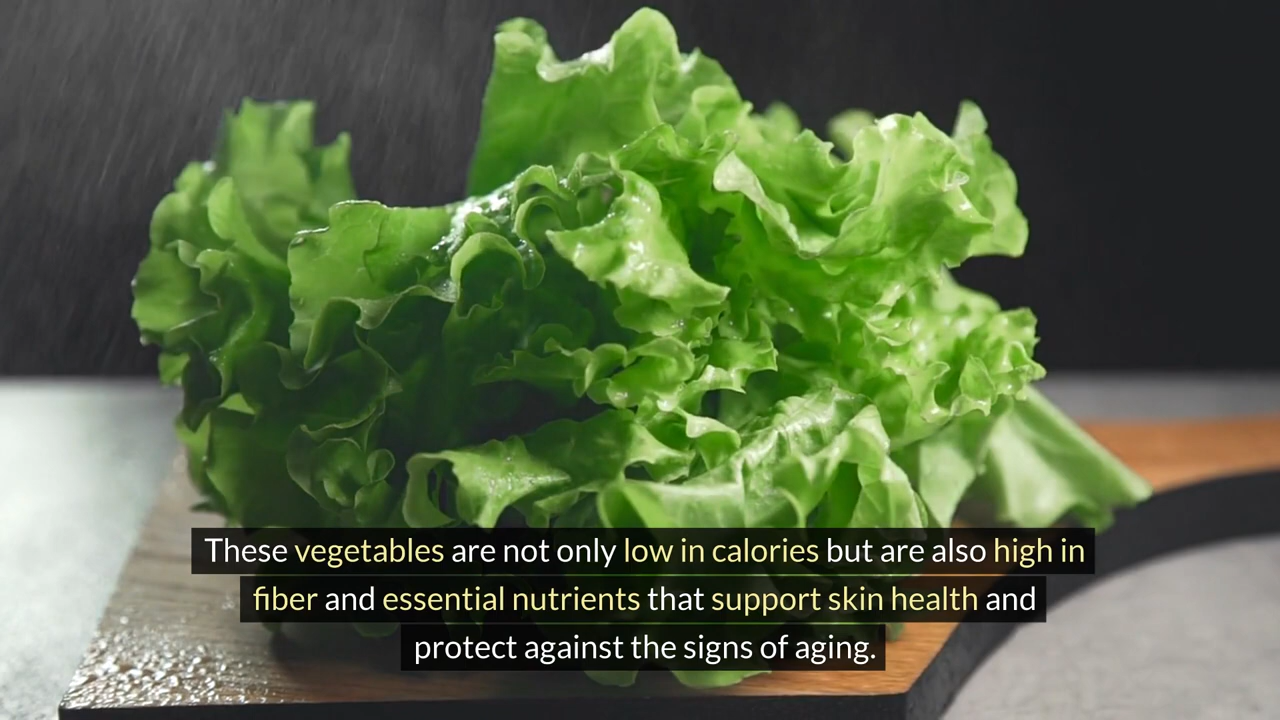 These vegetables are not only low in calories but are also high in
fiber and essential nutrients that support skin health and
protect against the signs of aging.